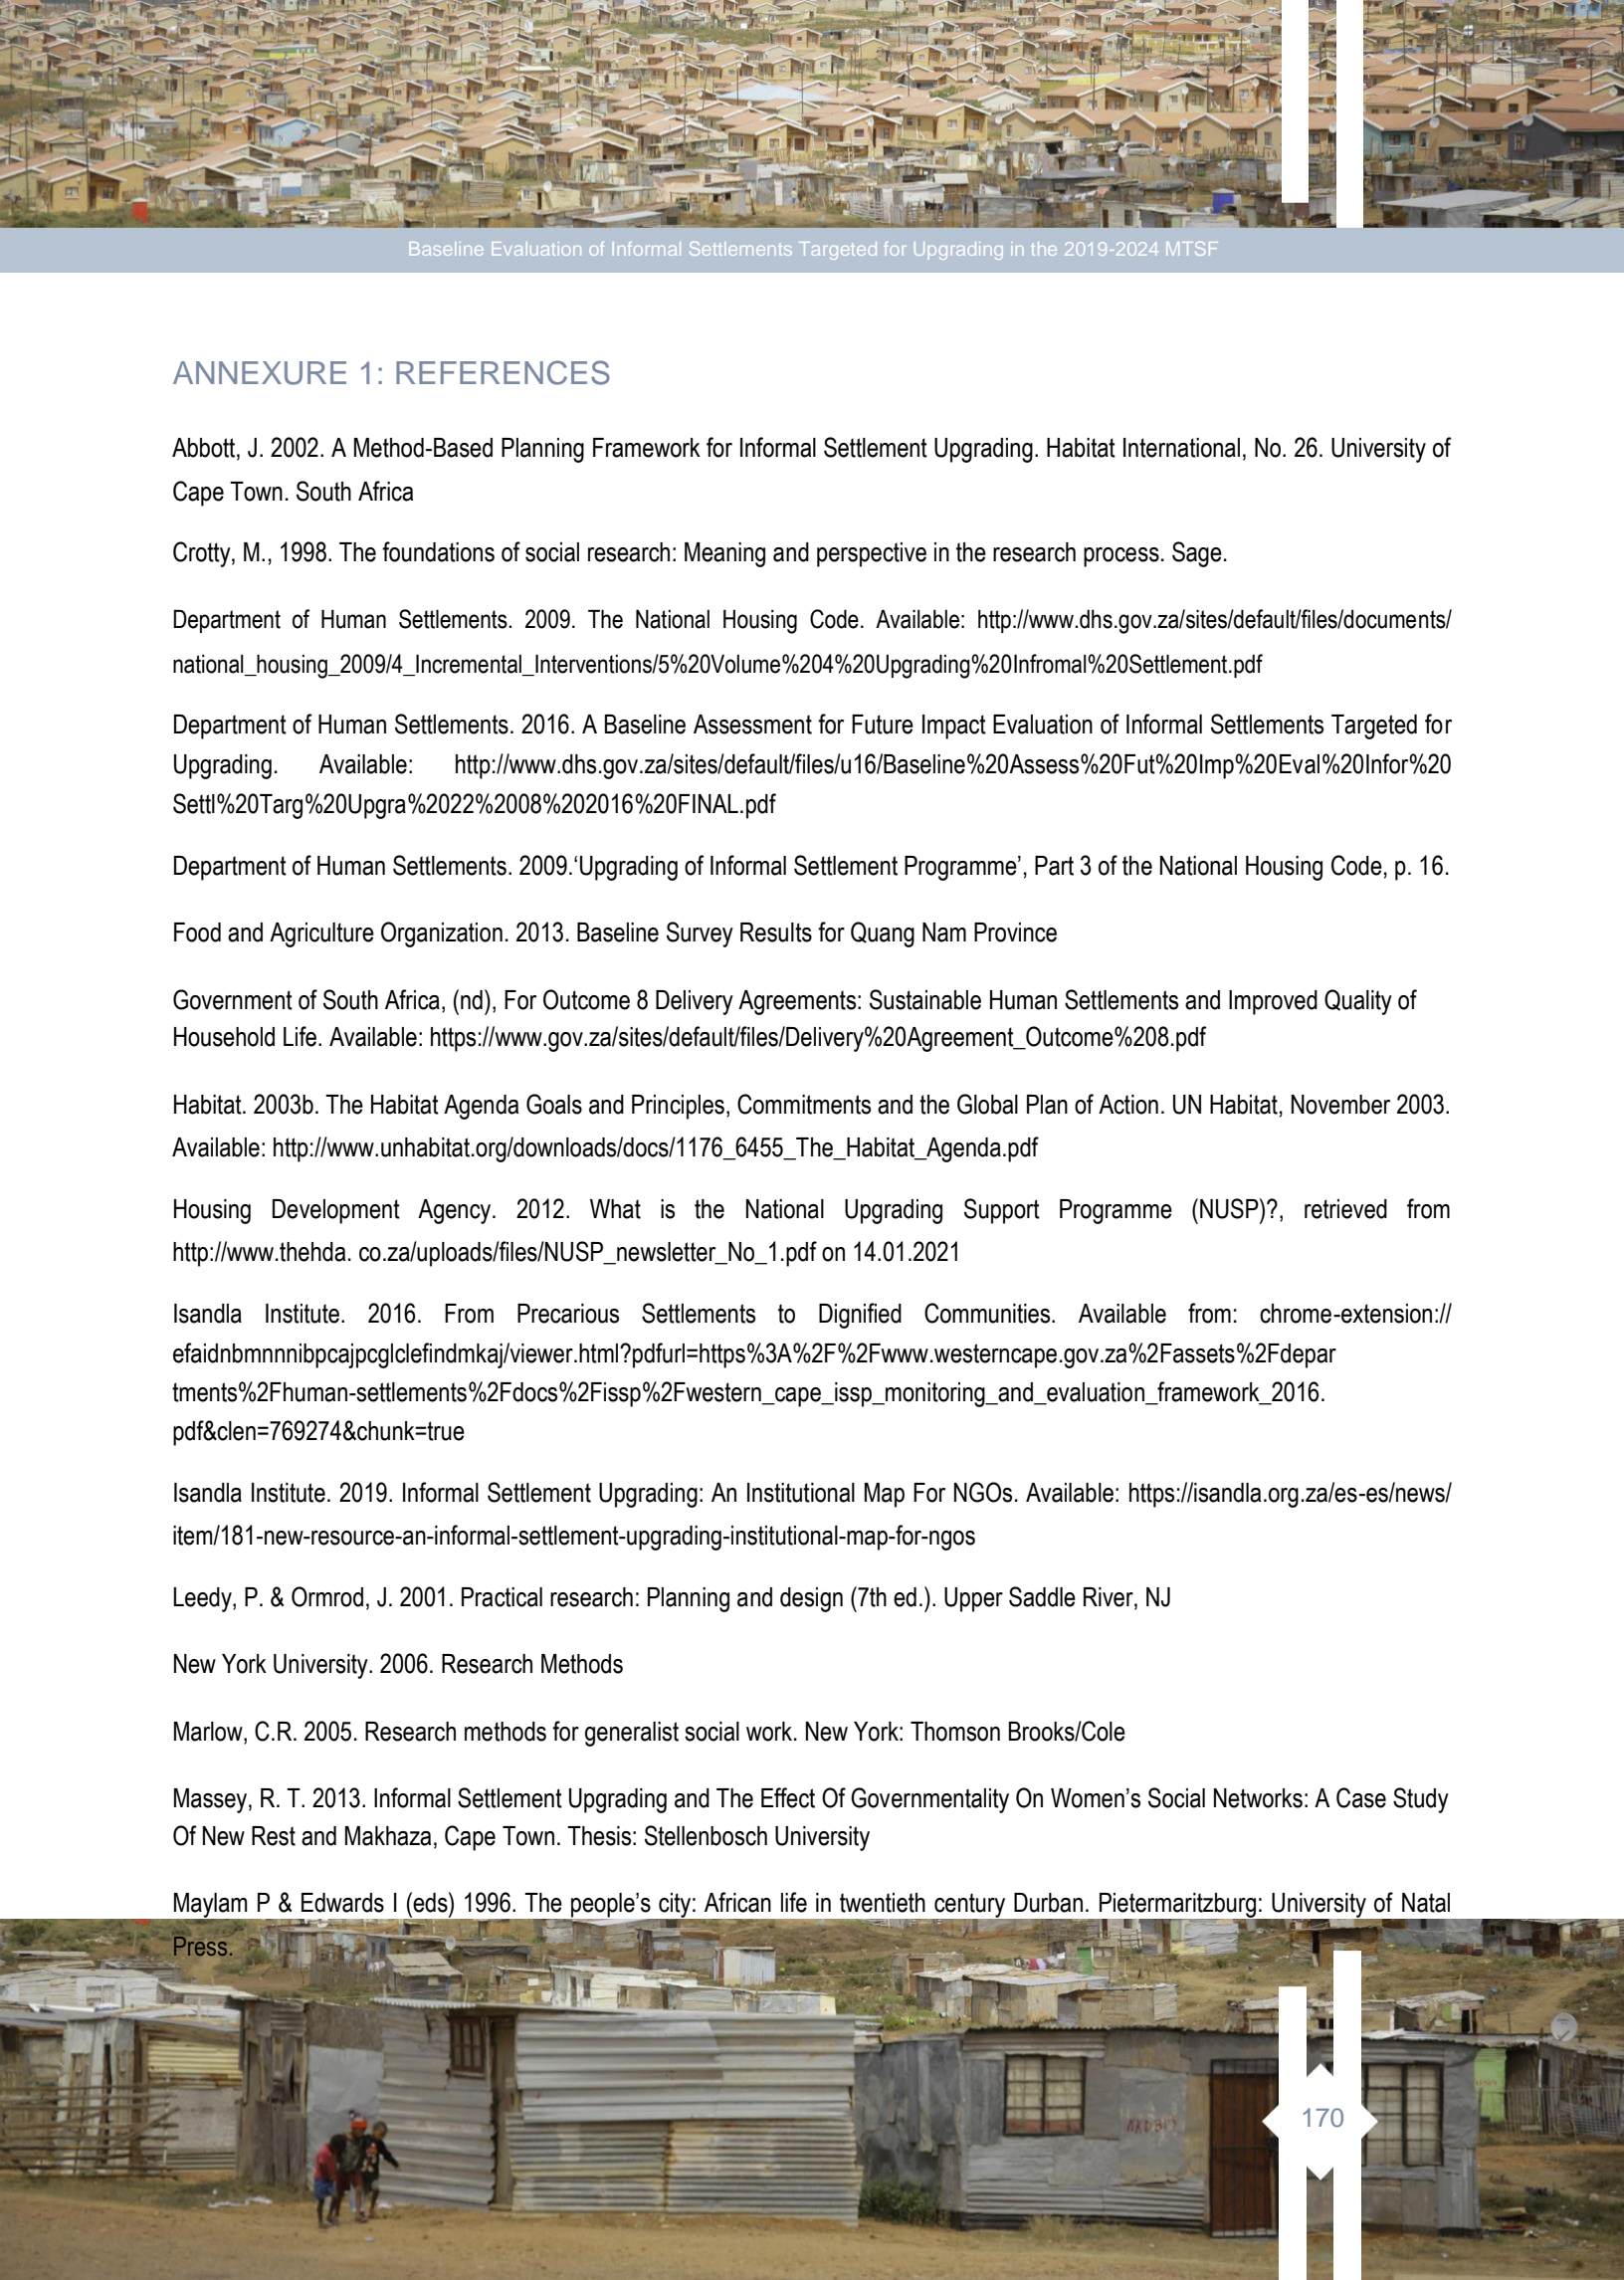 Baseline Evaluation of Informal Settlements Targeted for Upgrading in the 2019-2024 MTSF
ANNEXURE 1: REFERENCES
Abbott, J. 2002. A Method-Based Planning Framework for Informal Settlement Upgrading. Habitat International, No. 26. University of
Cape Town. South Africa
Crotty, M., 1998. The foundations of social research: Meaning and perspective in the research process. Sage.
Department of Human Settlements. 2009. The National Housing Code. Available: http://www.dhs.gov.za/sites/default/files/documents/
national_housing_2009/4_Incremental_Interventions/5%20Volume%204%20Upgrading%20Infromal%20Settlement.pdf
Department of Human Settlements. 2016. A Baseline Assessment for Future Impact Evaluation of Informal Settlements Targeted for
Upgrading. Available: http://www.dhs.gov.za/sites/default/files/u16/Baseline%20Assess%20Fut%20Imp%20Eval%20Infor%20
Settl%20Targ%20Upgra%2022%2008%202016%20FINAL.pdf
Department of Human Settlements. 2009.‘Upgrading of Informal Settlement Programme’, Part 3 of the National Housing Code, p. 16.
Food and Agriculture Organization. 2013. Baseline Survey Results for Quang Nam Province
Government of South Africa, (nd), For Outcome 8 Delivery Agreements: Sustainable Human Settlements and Improved Quality of
Household Life. Available: https://www.gov.za/sites/default/files/Delivery%20Agreement_Outcome%208.pdf
Habitat. 2003b. The Habitat Agenda Goals and Principles, Commitments and the Global Plan of Action. UN Habitat, November 2003.
Available: http://www.unhabitat.org/downloads/docs/1176_6455_The_Habitat_Agenda.pdf
Housing Development Agency. 2012. What is the National Upgrading Support Programme (NUSP)?, retrieved from
http://www.thehda. co.za/uploads/files/NUSP_newsletter_No_1.pdf on 14.01.2021
Isandla Institute. 2016. From Precarious Settlements to Dignified Communities. Available from: chrome-extension://
efaidnbmnnnibpcajpcglclefindmkaj/viewer.html?pdfurl=https%3A%2F%2Fwww.westerncape.gov.za%2Fassets%2Fdepar
tments%2Fhuman-settlements%2Fdocs%2Fissp%2Fwestern_cape_issp_monitoring_and_evaluation_framework_2016.
pdf&clen=769274&chunk=true
Isandla Institute. 2019. Informal Settlement Upgrading: An Institutional Map For NGOs. Available: https://isandla.org.za/es-es/news/
item/181-new-resource-an-informal-settlement-upgrading-institutional-map-for-ngos
Leedy, P. & Ormrod, J. 2001. Practical research: Planning and design (7th ed.). Upper Saddle River, NJ
New York University. 2006. Research Methods
Marlow, C.R. 2005. Research methods for generalist social work. New York: Thomson Brooks/Cole
Massey, R. T. 2013. Informal Settlement Upgrading and The Effect Of Governmentality On Women’s Social Networks: A Case Study
Of New Rest and Makhaza, Cape Town. Thesis: Stellenbosch University
Maylam P & Edwards I (eds) 1996. The people’s city: African life in twentieth century Durban. Pietermaritzburg: University of Natal
Press.
170